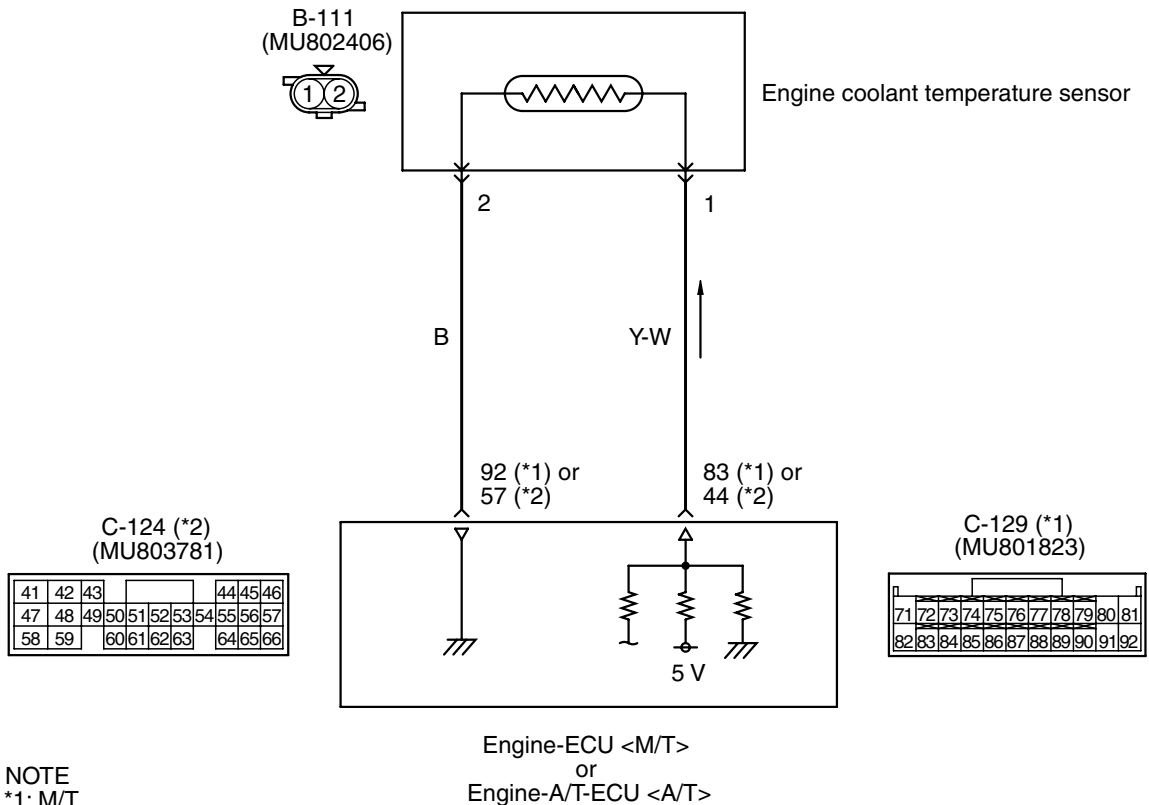 B-111
(MU802406)
1 2
Engine coolant temperature sensor
2
1
B
Y-W
92 (*1) or
57 (*2)
83 (*1) or
44 (*2)
C-124 (*2)
(MU803781)
41 42 43 44 45 46
47 48 49 50 51 52 53 54 55 56 57
58 59 60 61 62 63 64 65 66
C-129 (*1)
(MU801823)
71 72 73 74 75 76 77 78 79 80 81
82 83 84 85 86 87 88 89 90 91 92
5 V
Engine-ECU <M/T>
or
Engine-A/T-ECU <A/T>
NOTE
*1: M/T